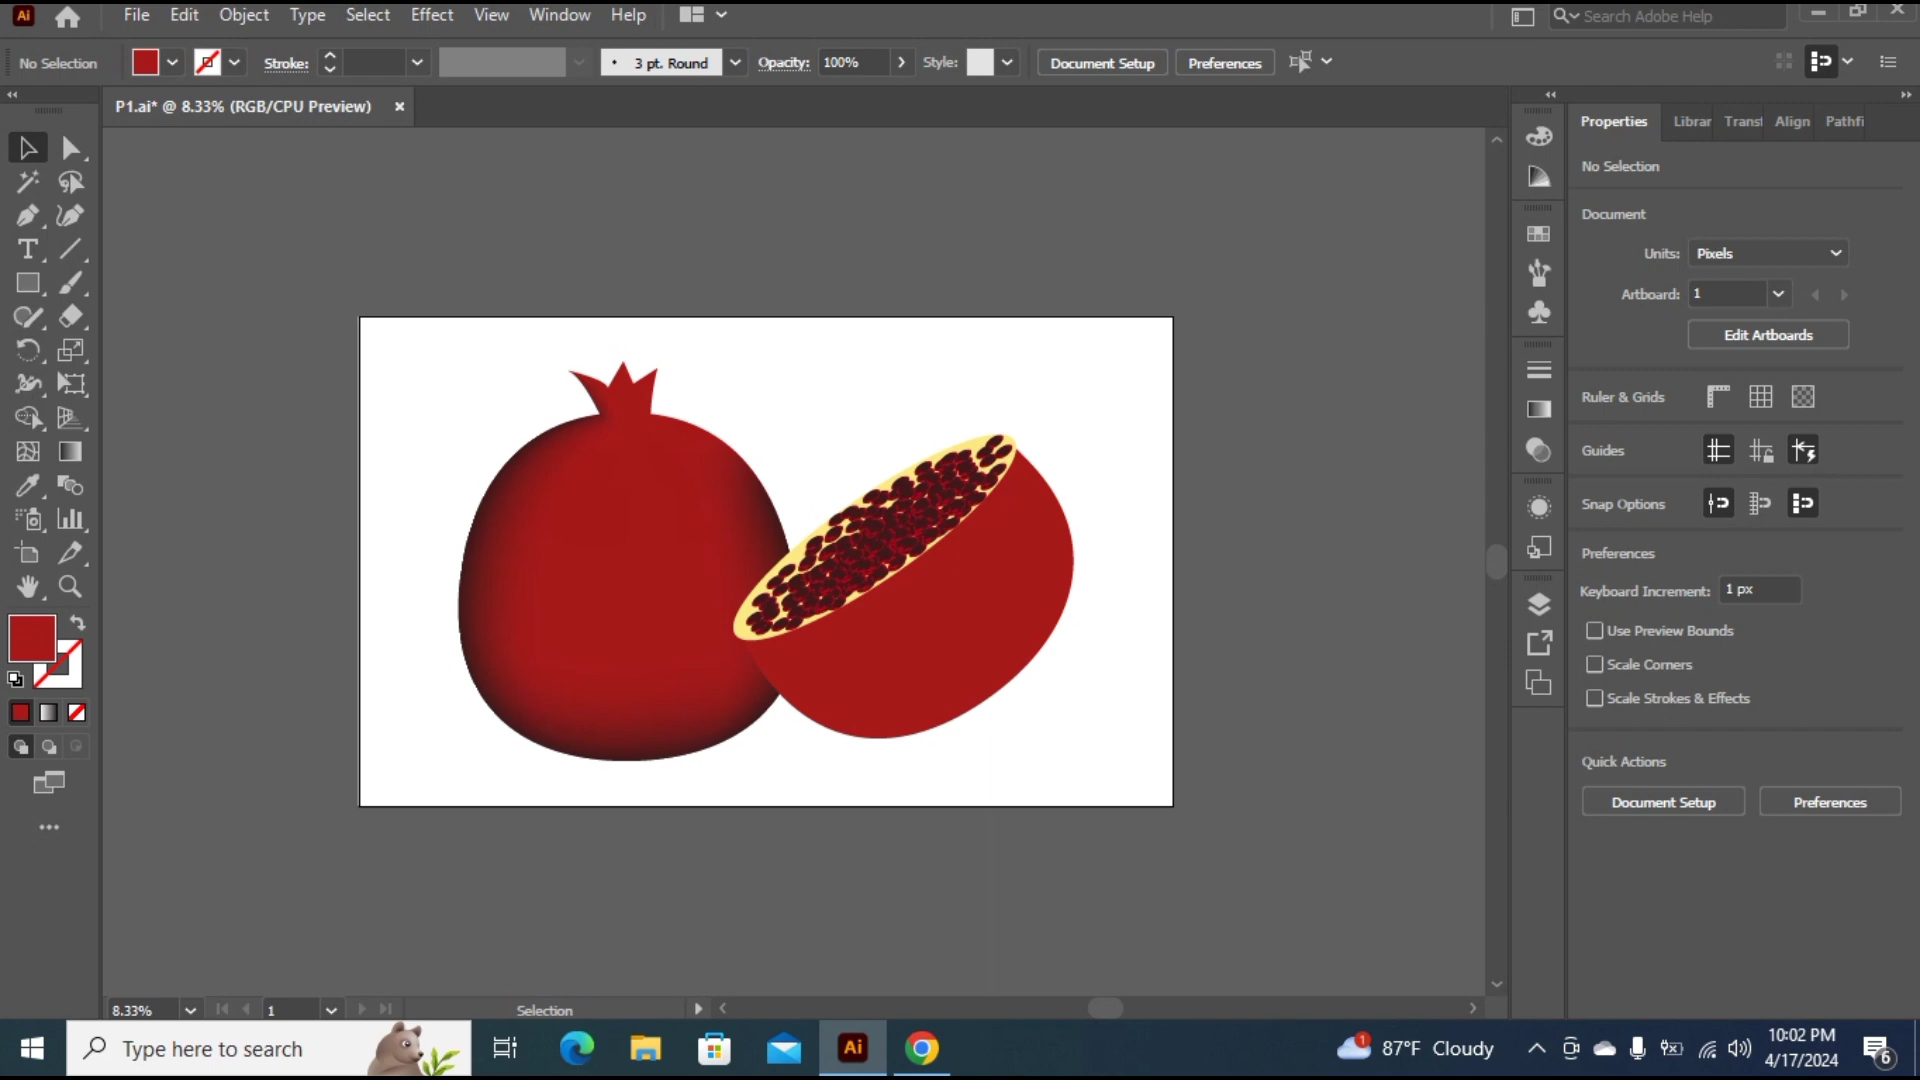 Ai File Edit Object Type Select Effect View Window Help Search Adobe Help
No Selection Stroke: 3 pt. Round Opacity: 100% Style: Document Setup Preferences
P1.ai* @ 8.33% (RGB/CPU Preview) ×
Properties Librar Transf Align Pathfi
No Selection
Document
Units: Pixels
Artboard: 1
Edit Artboards
Ruler & Grids
Guides
Snap Options
Preferences
Keyboard Increment: 1 px
Use Preview Bounds
Scale Corners
Scale Strokes & Effects
Quick Actions
Document Setup Preferences
8.33% 1 Selection
Type here to search Ai 1 87°F Cloudy 10:02 PM
4/17/2024 6